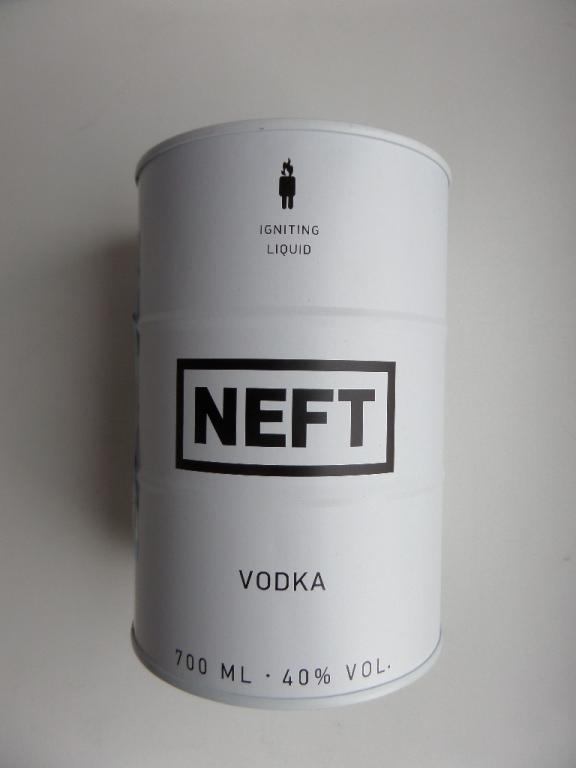 IGNITING
LIQUID
NEFT
VODKA
700 ML · 40% VOL.